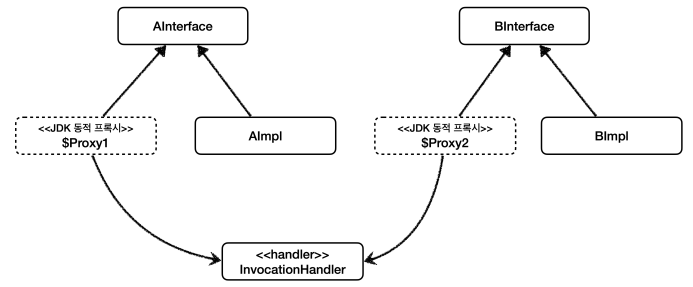 AInterface
BInterface
<<JDK 동적 프록시>>
$Proxy1
AImpl
<<JDK 동적 프록시>>
$Proxy2
BImpl
<<handler>>
InvocationHandler